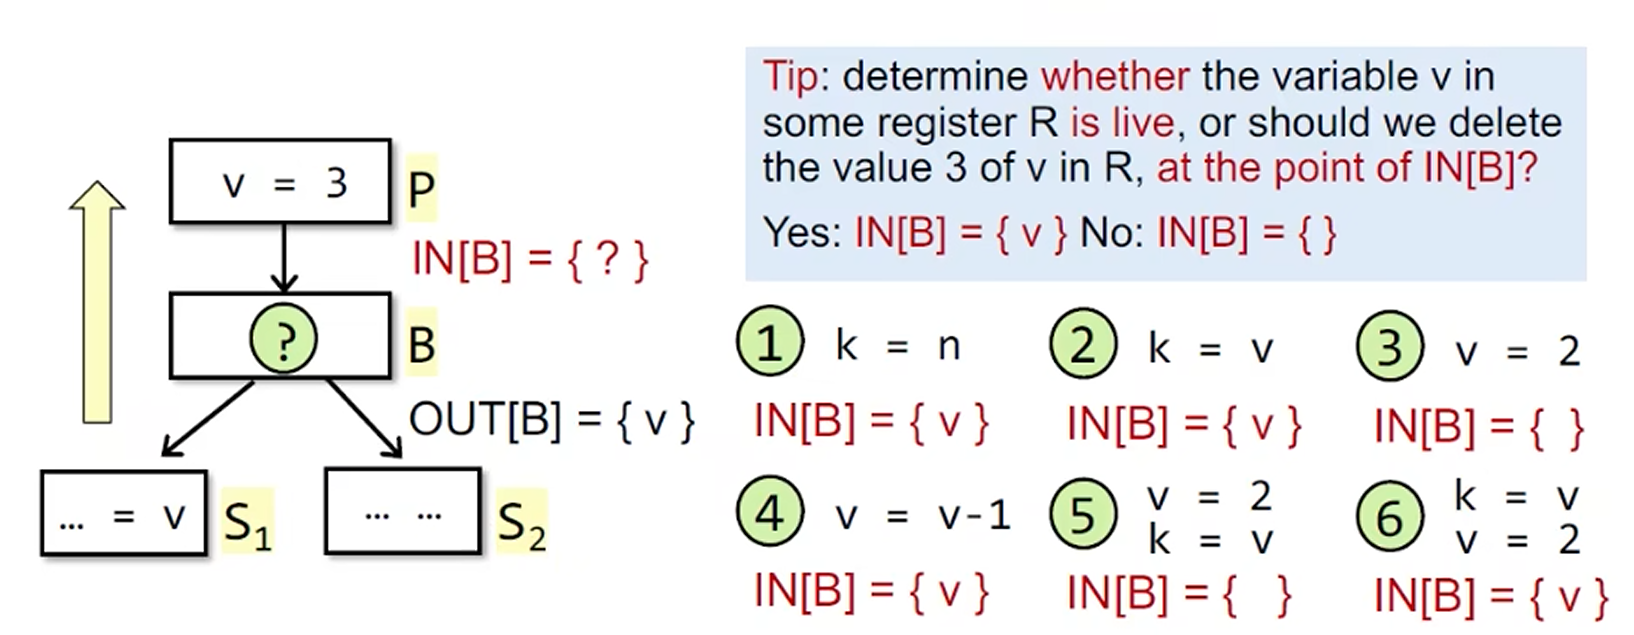 v = 3
P
IN[B] = { ? }
?
B
OUT[B] = { v }
... = v
S1
... ...
S2
Tip: determine whether the variable v in
some register R is live, or should we delete
the value 3 of v in R, at the point of IN[B]?
Yes: IN[B] = { v } No: IN[B] = { }
1 k = n
IN[B] = { v }
2 k = v
IN[B] = { v }
3 v = 2
IN[B] = { }
4 v = v-1
IN[B] = { v }
5 v = 2
k = v
IN[B] = { }
6 k = v
v = 2
IN[B] = { v }